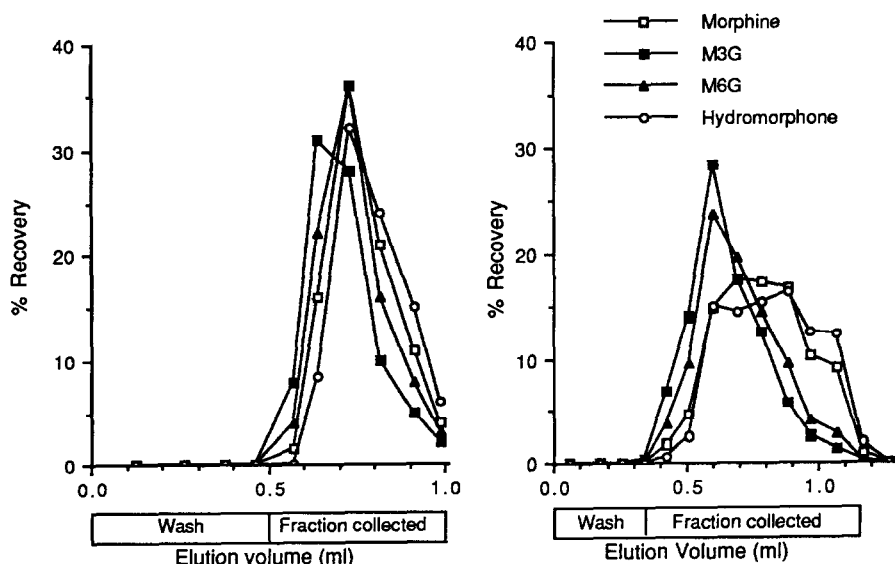 40
30
20
10
0
% Recovery
0.0
0.5
1.0
Wash
Fraction collected
Elution volume (ml)
Morphine
M3G
M6G
Hydromorphone
40
30
20
10
0
% Recovery
0.0
0.5
1.0
Wash
Fraction collected
Elution Volume (ml)